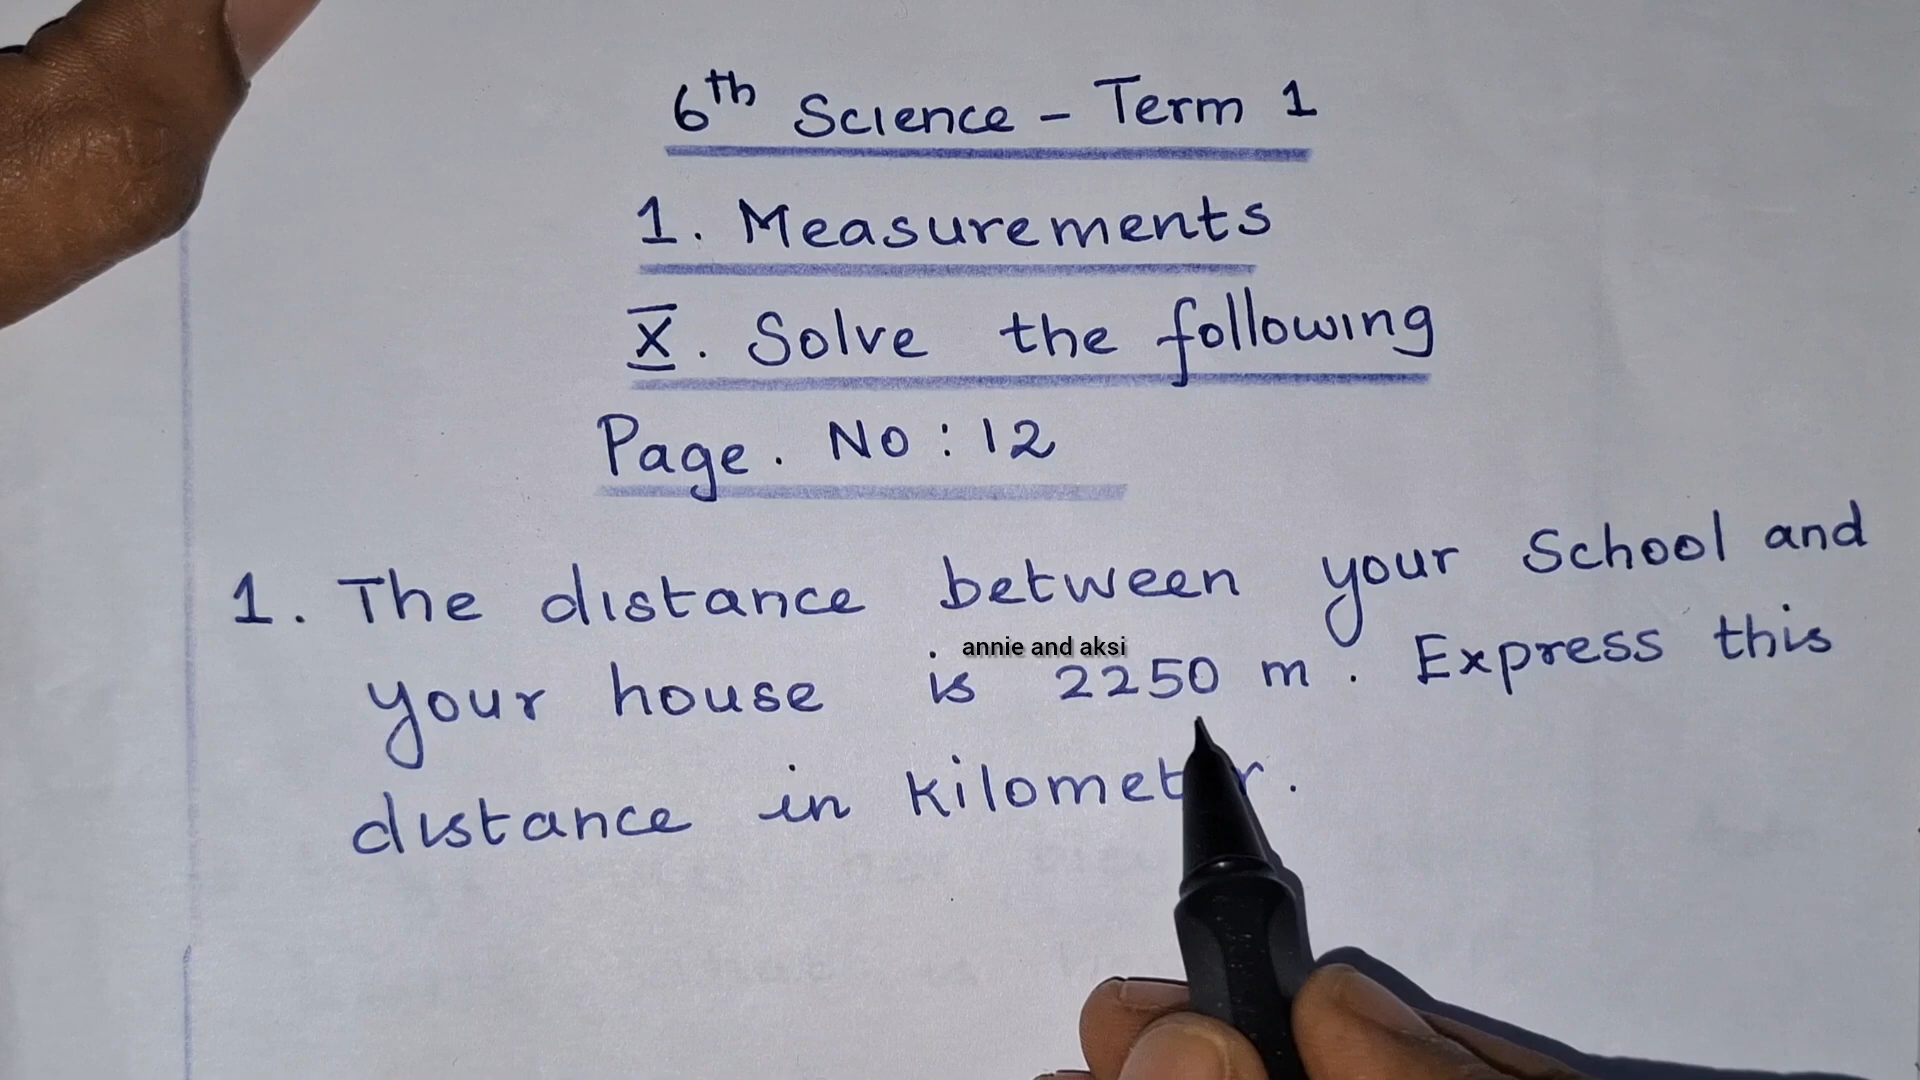 6th Science - Term 1
1. Measurements
X. Solve the following
Page. No: 12
1. The distance between your School and
annie and aksi
your house is 2250 m. Express this
distance in kilometer.